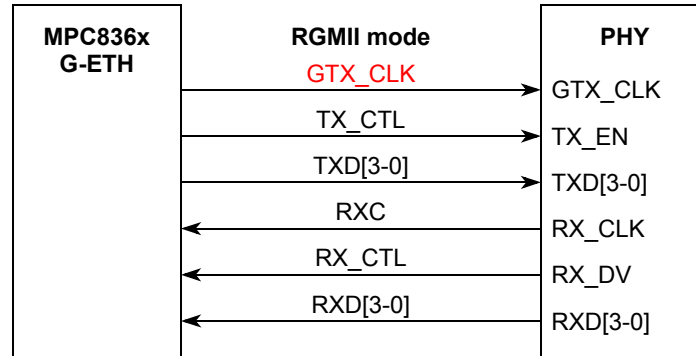 MPC836x
G-ETH
RGMII mode
PHY
GTX_CLK
GTX_CLK
TX_CTL
TX_EN
TXD[3-0]
TXD[3-0]
RXC
RX_CLK
RX_CTL
RX_DV
RXD[3-0]
RXD[3-0]